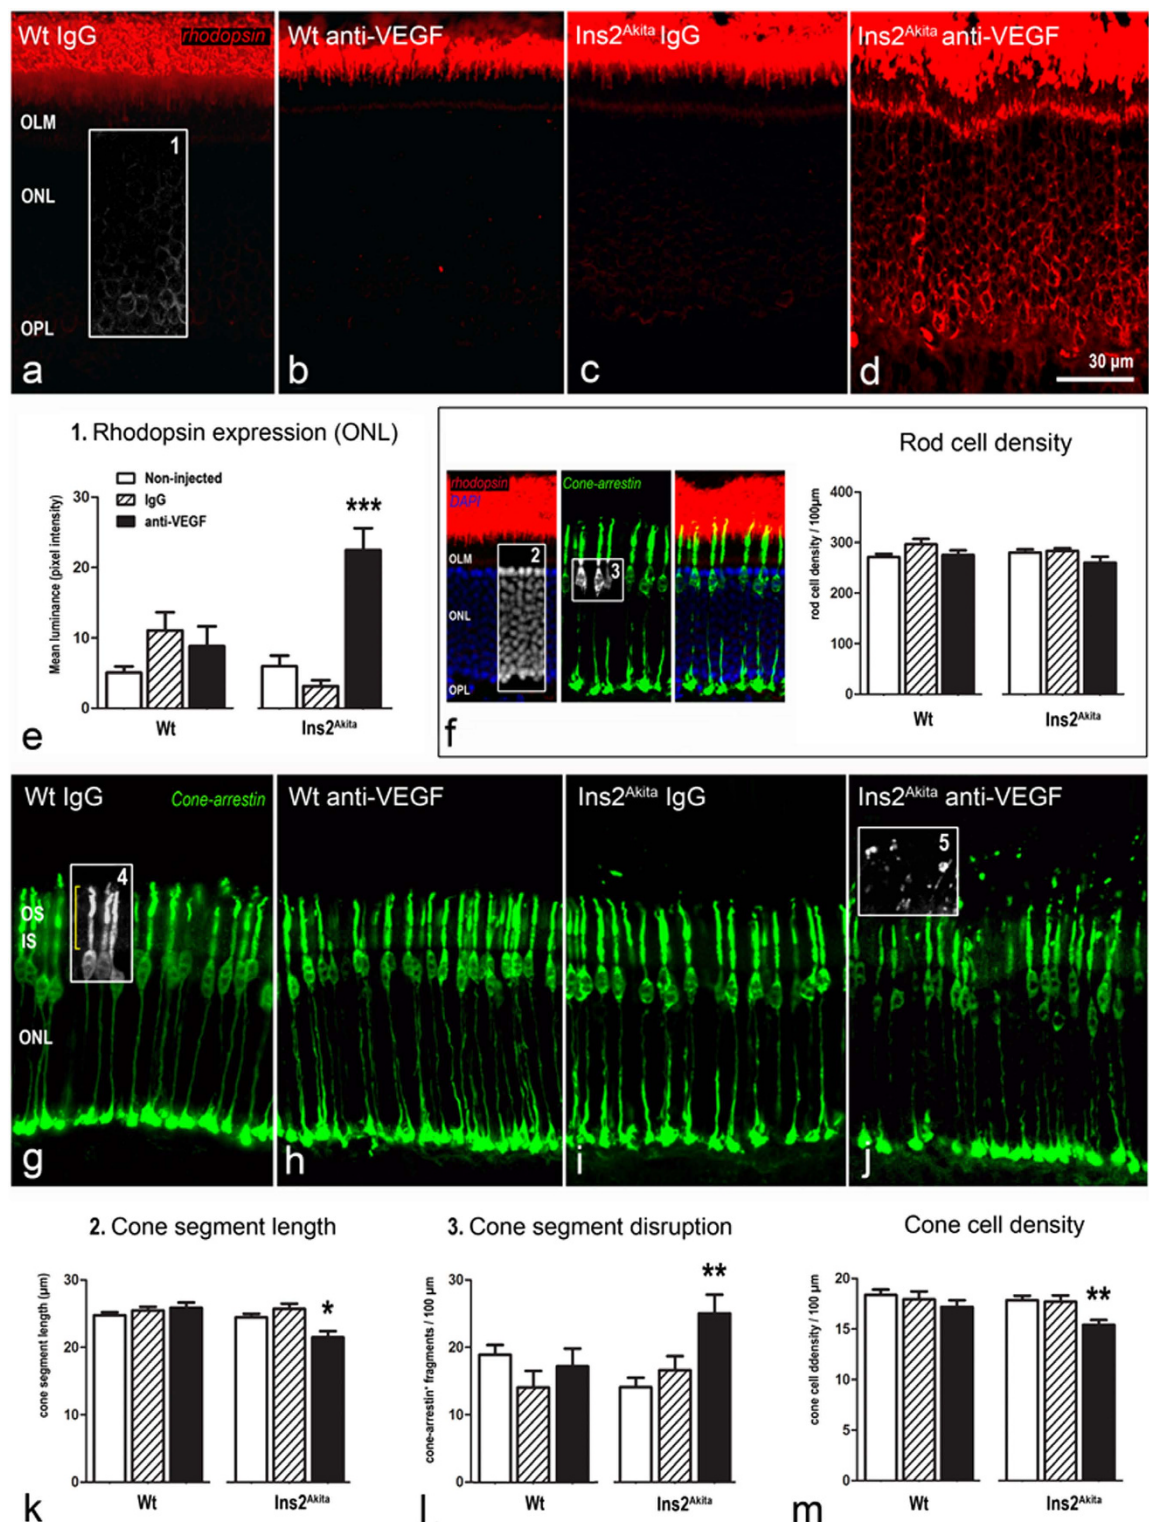 Wt IgG
rhodopsin
Wt anti-VEGF
Ins2Akita IgG
Ins2Akita anti-VEGF
OLM
1
ONL
OPL
30 µm
a
b
c
d
1. Rhodopsin expression (ONL)
Non-injected
IgG
anti-VEGF
Mean luminance (pixel intensity)
30
20
10
0
***
Wt
Ins2Akita
e
rhodopsin
DAPI
Cone-arrestin
OLM
ONL
OPL
2
3
f
Rod cell density
rod cell density / 100µm
400
300
200
100
0
Wt
Ins2Akita
Wt IgG
Cone-arrestin
Wt anti-VEGF
Ins2Akita IgG
Ins2Akita anti-VEGF
4
5
OS
IS
ONL
g
h
i
j
2. Cone segment length
cone segment length (µm)
30
20
10
0
*
Wt
Ins2Akita
k
3. Cone segment disruption
cone-arrestin+ fragments / 100 µm
30
20
10
0
**
Wt
Ins2Akita
l
Cone cell density
cone cell ddensity / 100 µm
20
15
10
5
0
**
Wt
Ins2Akita
m